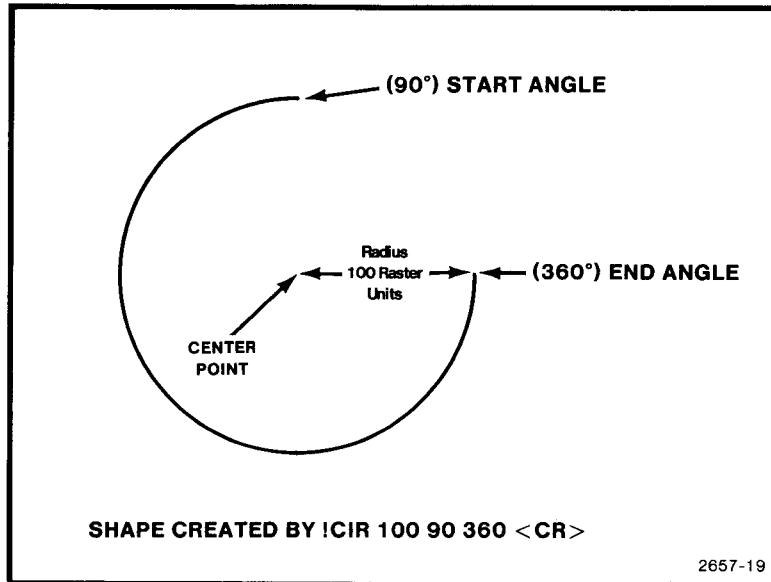 (90°) START ANGLE
Radius
100 Raster
Units
(360°) END ANGLE
CENTER
POINT
SHAPE CREATED BY !CIR 100 90 360 <CR>
2657-19